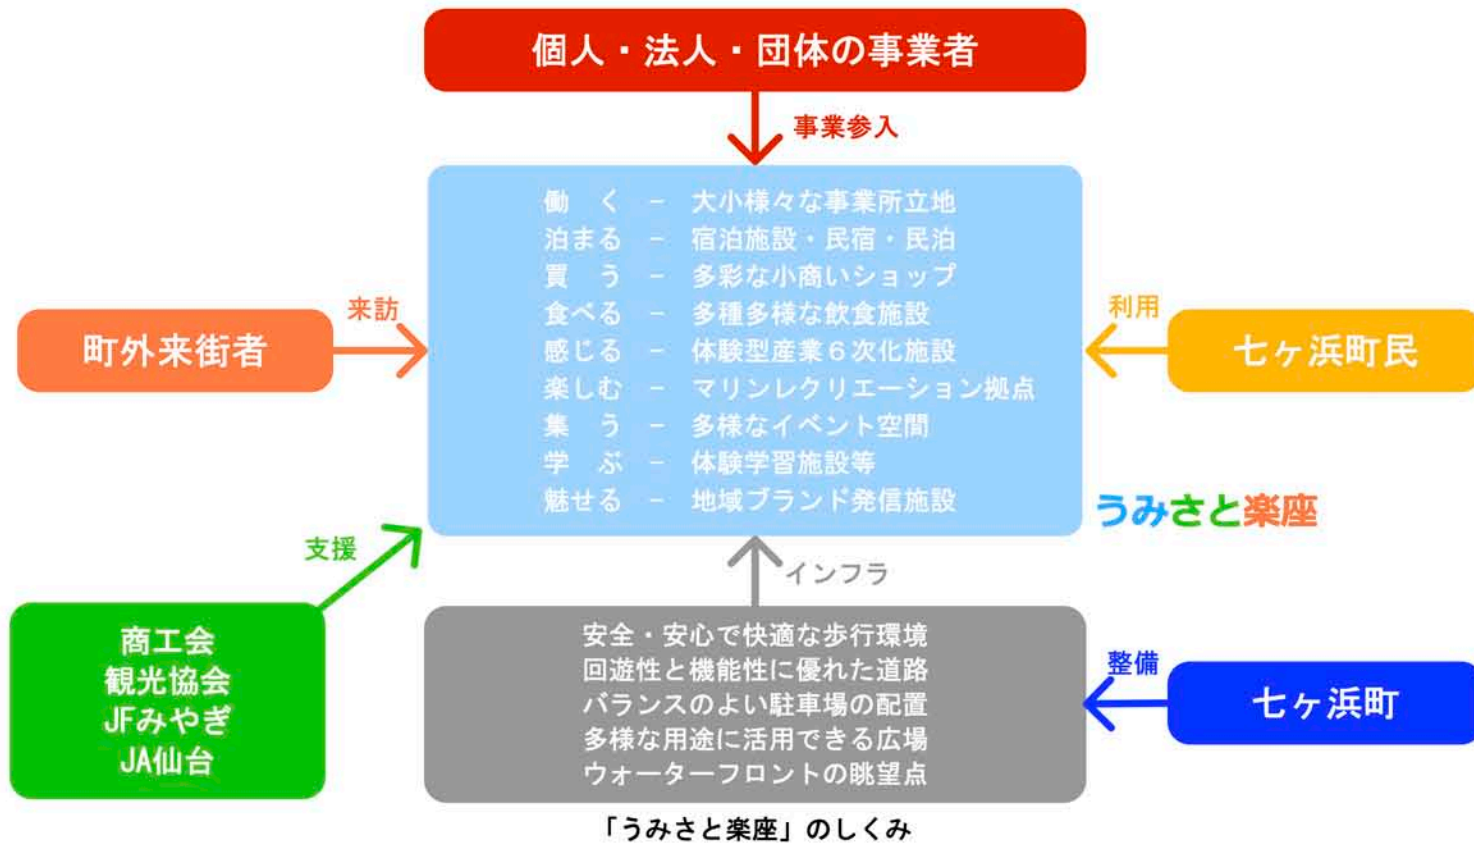 個人・法人・団体の事業者
事業参入
働　く － 大小様々な事業所立地
泊まる － 宿泊施設・民宿・民泊
買　う － 多彩な小商いショップ
食べる － 多種多様な飲食施設
感じる － 体験型産業６次化施設
楽しむ － マリンレクリエーション拠点
集　う － 多様なイベント空間
学　ぶ － 体験学習施設等
魅せる － 地域ブランド発信施設
来訪
町外来街者
利用
七ヶ浜町民
うみさと楽座
支援
商工会
観光協会
JFみやぎ
JA仙台
インフラ
安全・安心で快適な歩行環境
回遊性と機能性に優れた道路
バランスのよい駐車場の配置
多様な用途に活用できる広場
ウォーターフロントの眺望点
整備
七ヶ浜町
「うみさと楽座」のしくみ